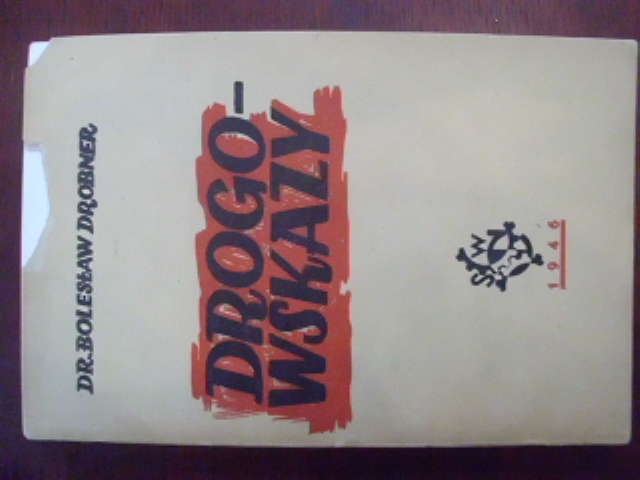 DR. BOLESŁAW DROBNER
DROGO-
WSKAZY
1946